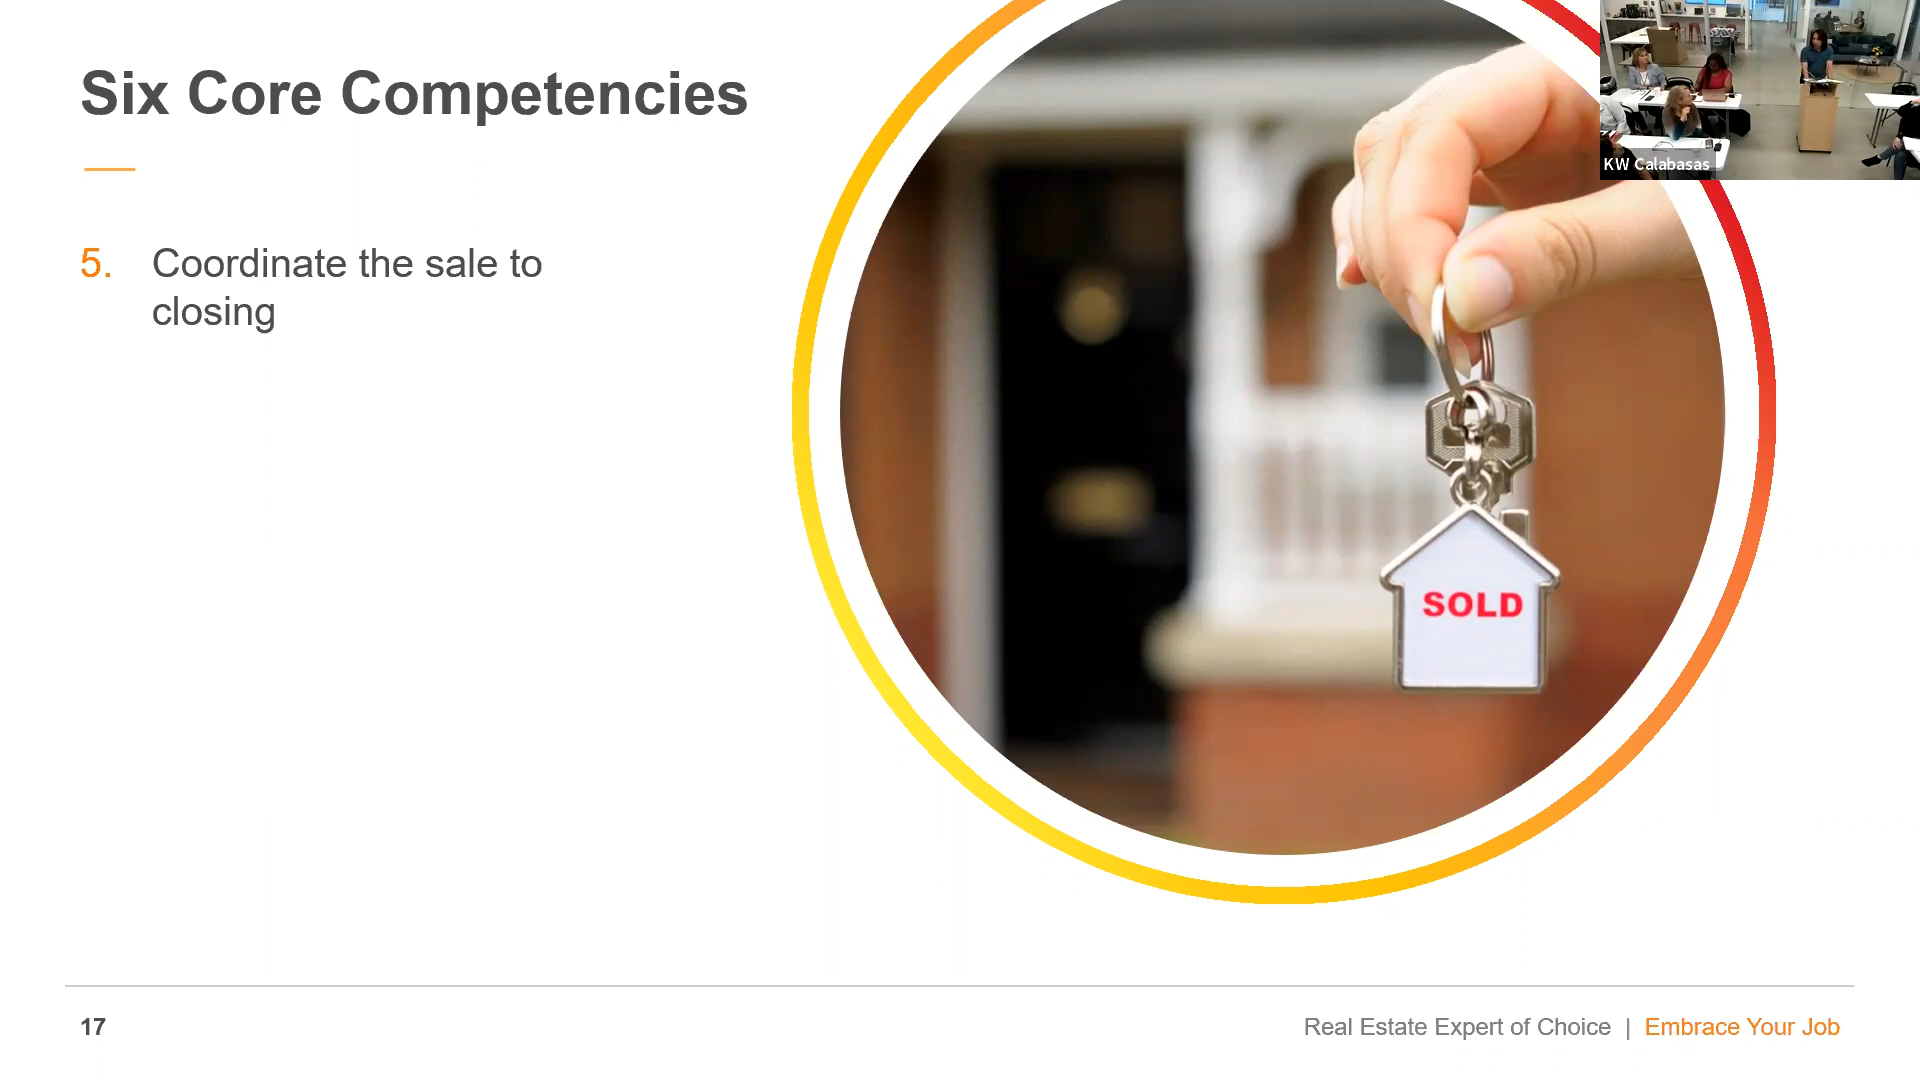 Six Core Competencies
KW Calabasas
5. Coordinate the sale to
closing
SOLD
17
Real Estate Expert of Choice | Embrace Your Job